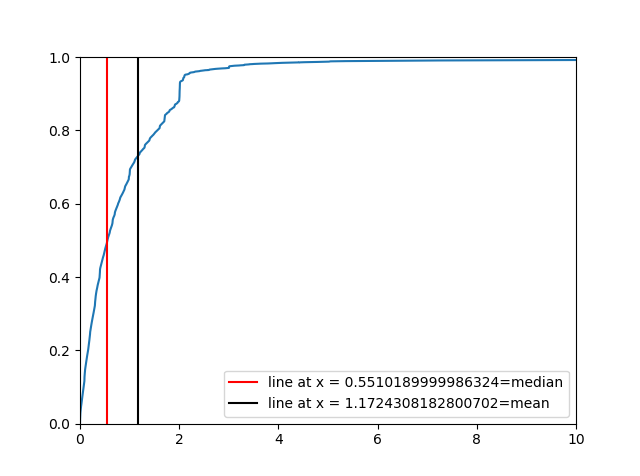 1.0
0.8
0.6
0.4
0.2
0.0
0 2 4 6 8 10
line at x = 0.5510189999986324=median
line at x = 1.1724308182800702=mean